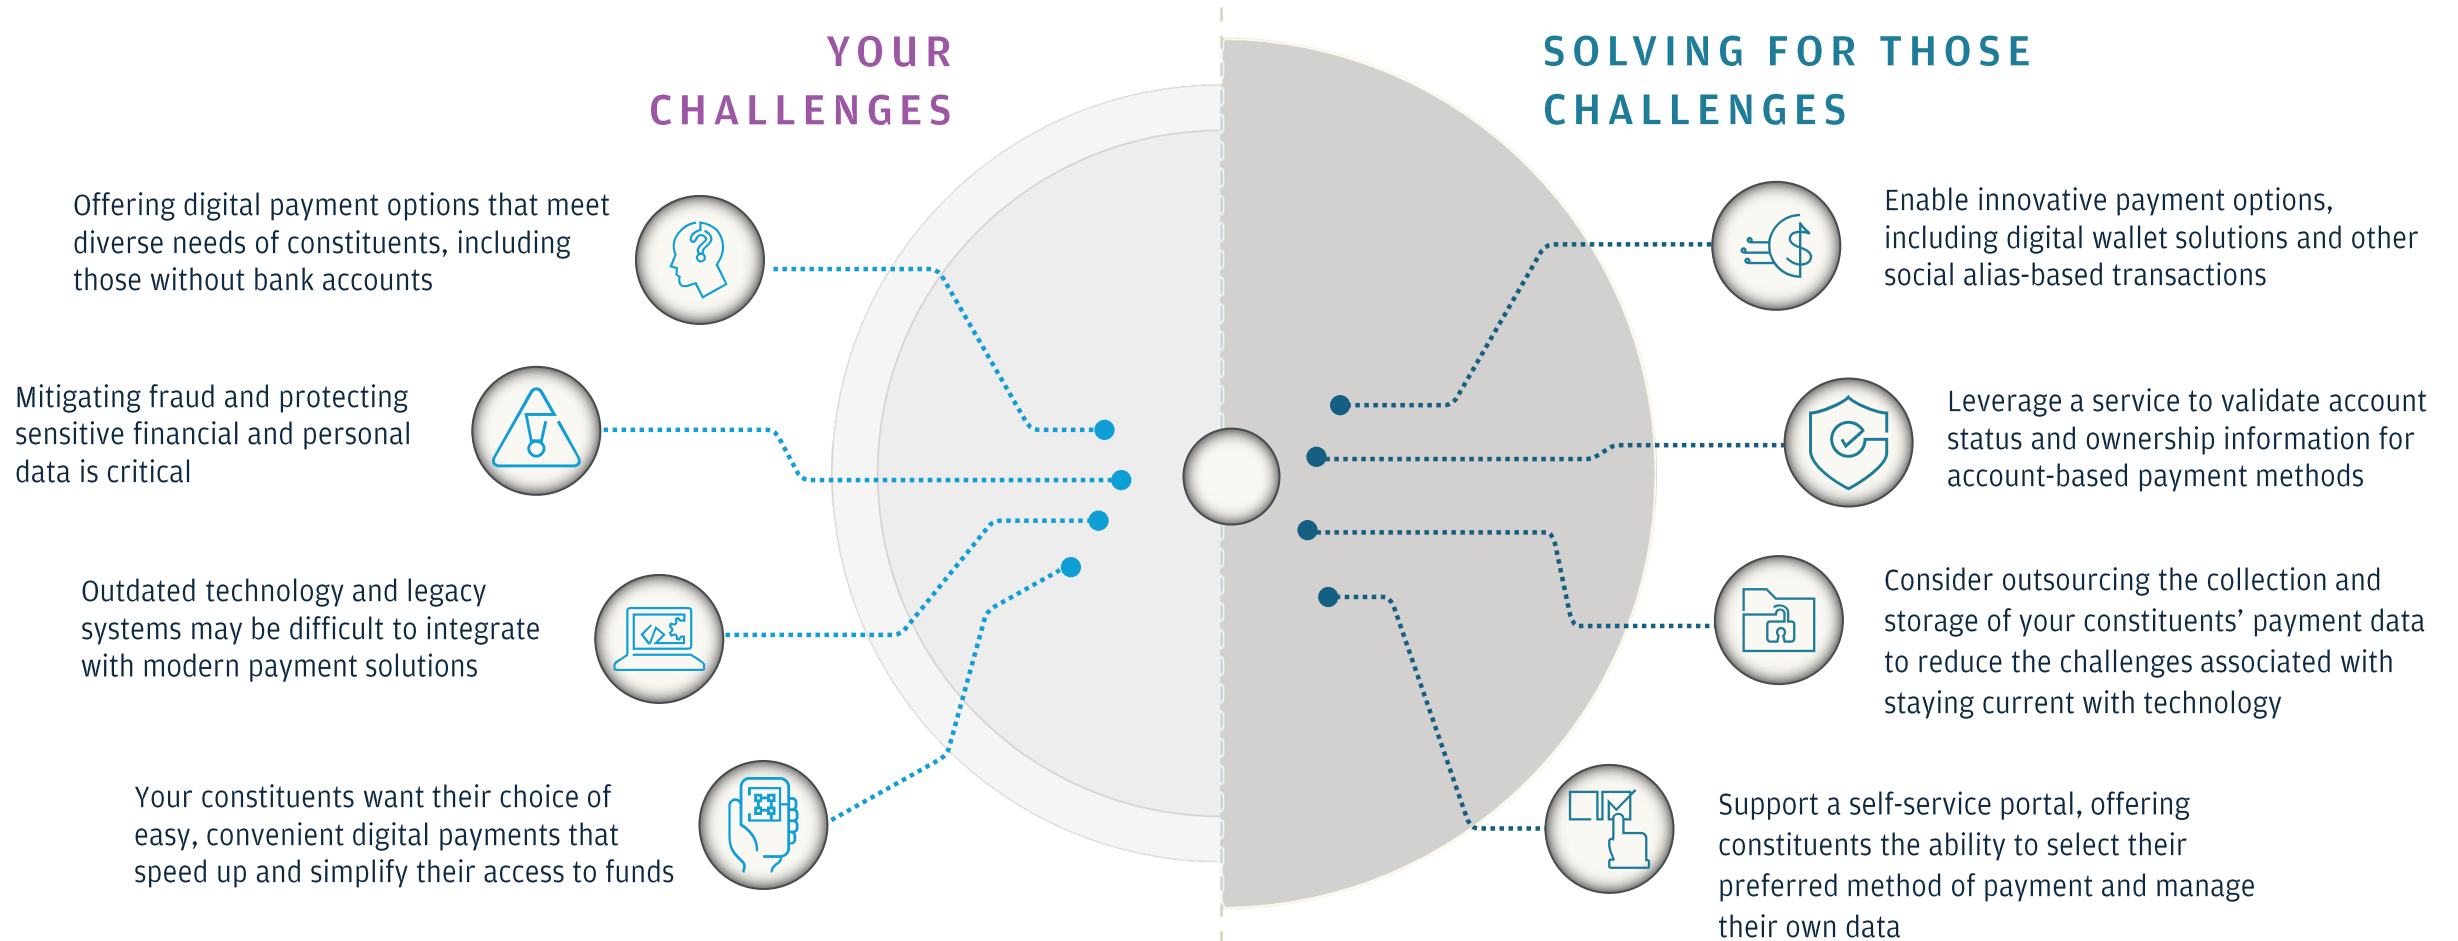 YOUR
CHALLENGES
Offering digital payment options that meet
diverse needs of constituents, including
those without bank accounts
Mitigating fraud and protecting
sensitive financial and personal
data is critical
Outdated technology and legacy
systems may be difficult to integrate
with modern payment solutions
Your constituents want their choice of
easy, convenient digital payments that
speed up and simplify their access to funds
SOLVING FOR THOSE
CHALLENGES
Enable innovative payment options,
including digital wallet solutions and other
social alias-based transactions
Leverage a service to validate account
status and ownership information for
account-based payment methods
Consider outsourcing the collection and
storage of your constituents’ payment data
to reduce the challenges associated with
staying current with technology
Support a self-service portal, offering
constituents the ability to select their
preferred method of payment and manage
their own data